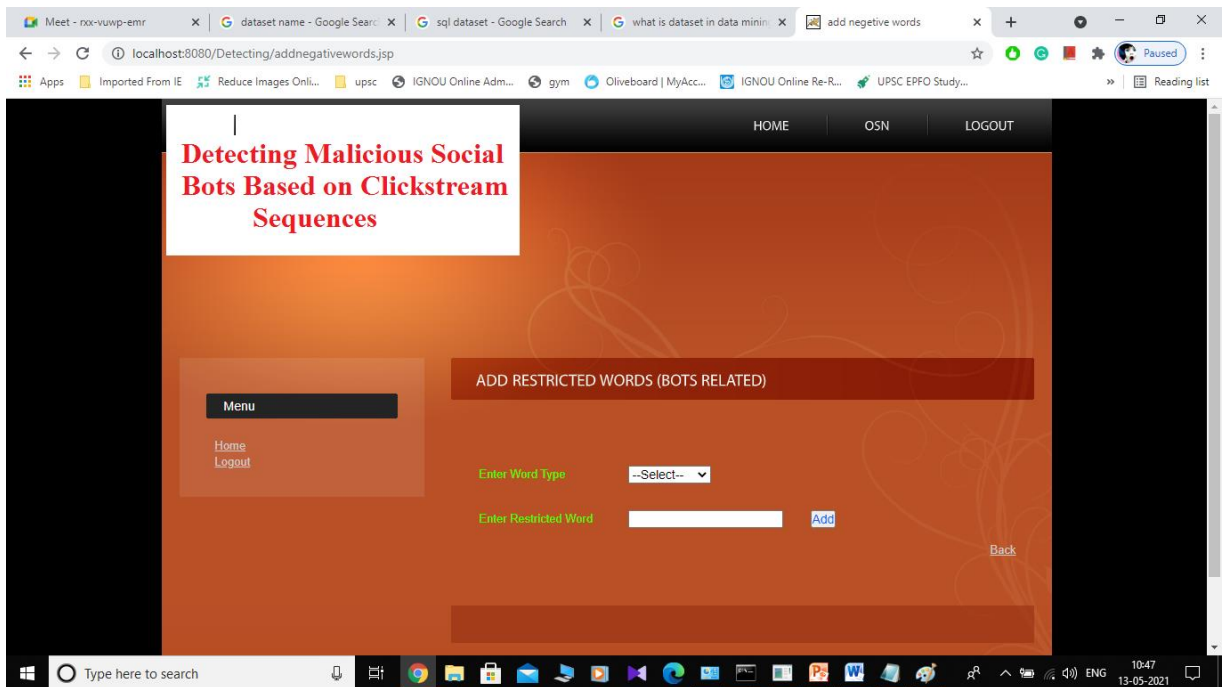 Meet - rxx-vuwp-emr
dataset name - Google Searc
sql dataset - Google Search
what is dataset in data minin
add negetive words
localhost:8080/Detecting/addnegativewords.jsp
Paused
Apps
Imported From IE
Reduce Images Onli...
upsc
IGNOU Online Adm...
gym
Oliveboard | MyAcc...
IGNOU Online Re-R...
UPSC EPFO Study...
»
Reading list
HOME
OSN
LOGOUT
Detecting Malicious Social
Bots Based on Clickstream
Sequences
ADD RESTRICTED WORDS (BOTS RELATED)
Menu
Home
Logout
Enter Word Type
--Select--
Enter Restricted Word
Add
Back
Type here to search
ENG
10:47
13-05-2021